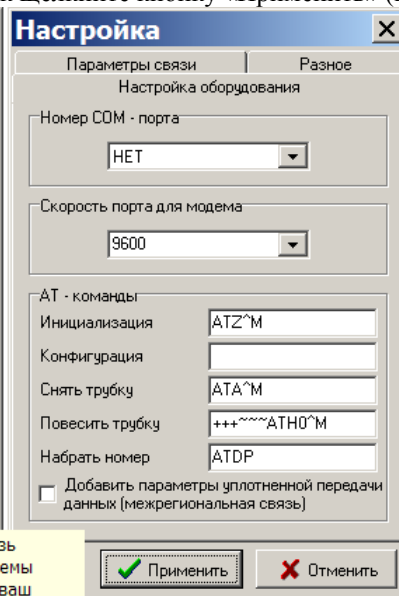 Щелкните кнопку «Применить»
Настройка
Параметры связи
Разное
Настройка оборудования
Номер COM - порта
НЕТ
Скорость порта для модема
9600
AT - команды
Инициализация ATZ^M
Конфигурация
Снять трубку ATA^M
Повесить трубку +++~~~ATH0^M
Набрать номер ATDP
Добавить параметры уплотненной передачи
данных (межрегиональная связь)
ваш
Применить
Отменить